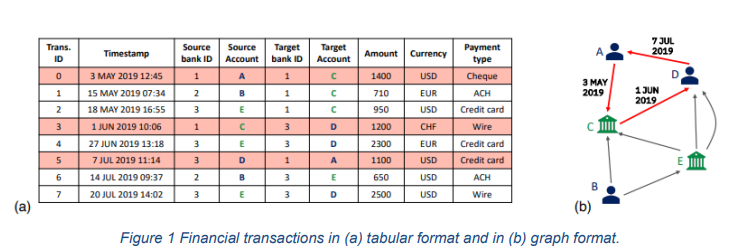 Trans. ID Timestamp Source bank ID Source Account Target bank ID Target Account Amount Currency Payment type
0 3 MAY 2019 12:45 1 A 1 C 1400 USD Cheque
1 15 MAY 2019 07:34 2 B 1 C 710 EUR ACH
2 18 MAY 2019 16:55 3 E 1 C 950 USD Credit card
3 1 JUN 2019 10:06 1 C 3 D 1200 CHF Wire
4 27 JUN 2019 13:18 3 E 3 D 2300 EUR Credit card
5 7 JUL 2019 11:14 3 D 1 A 1100 USD Credit card
6 14 JUL 2019 09:37 2 B 3 E 650 USD ACH
7 20 JUL 2019 14:02 3 E 3 D 2500 USD Wire
(a)
7 JUL
2019
A
D
3 MAY
2019
1 JUN
2019
C
E
B
(b)
Figure 1 Financial transactions in (a) tabular format and in (b) graph format.